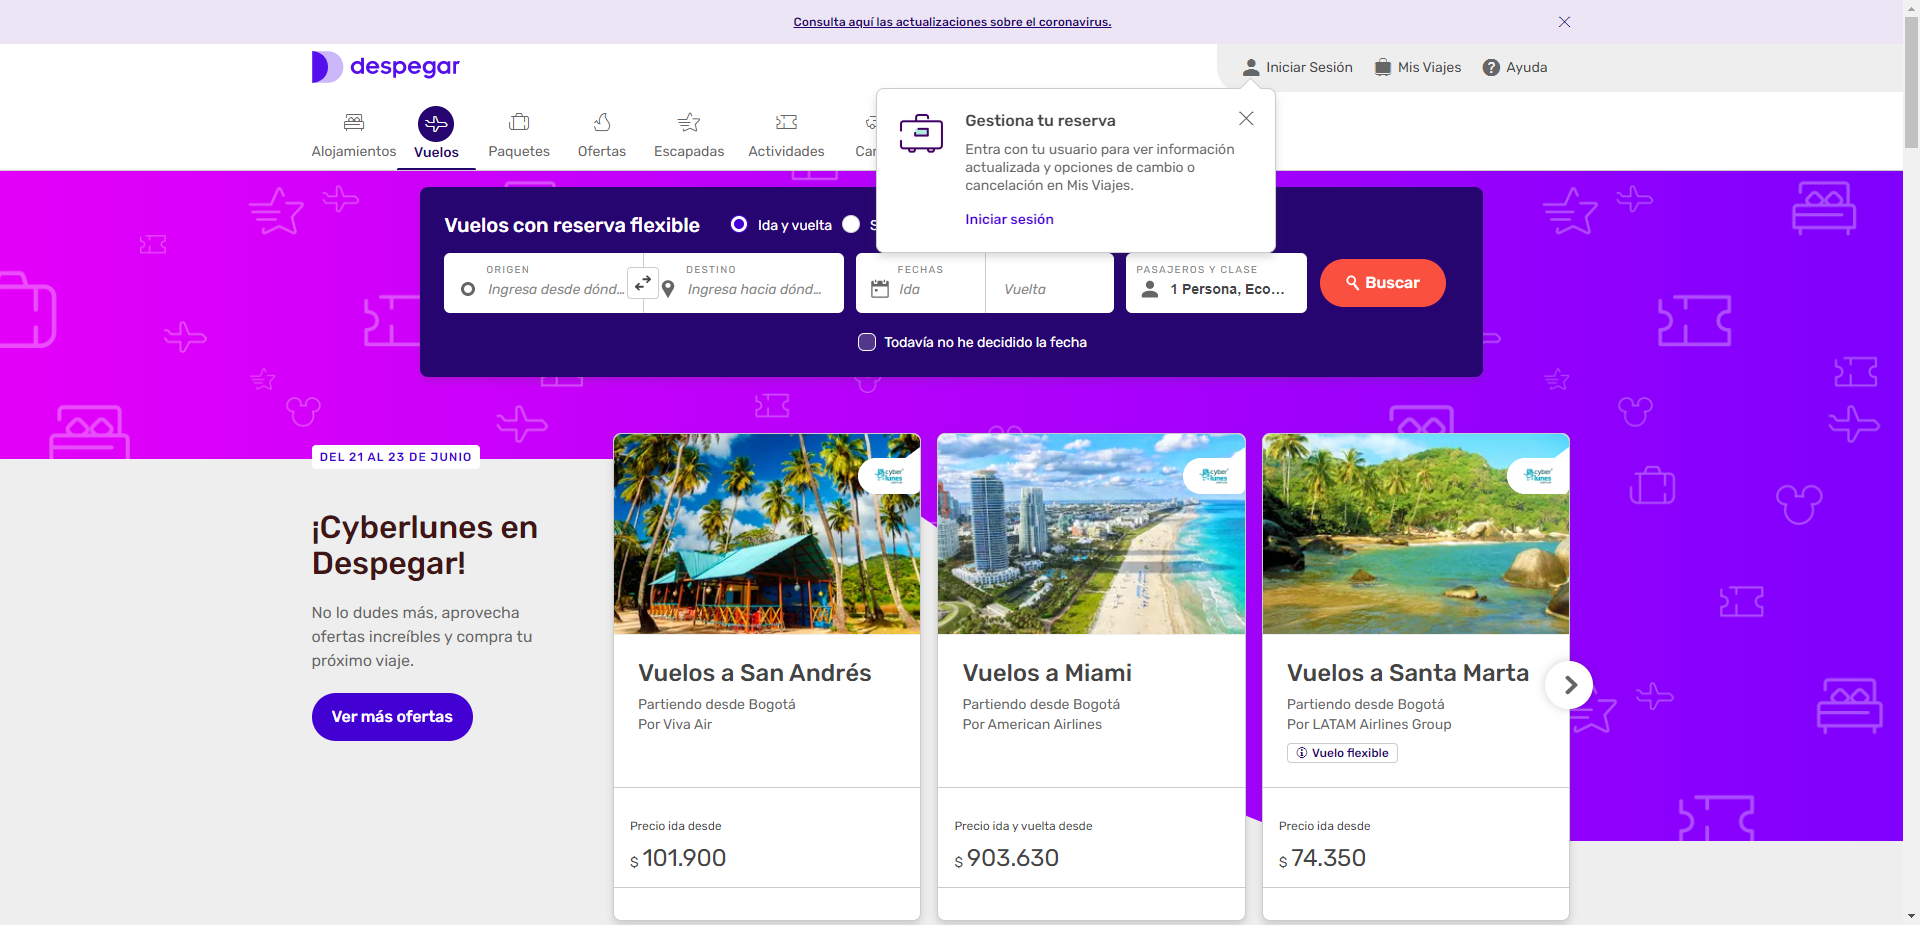 Consulta aquí las actualizaciones sobre el coronavirus.
despegar
Iniciar Sesión
Mis Viajes
Ayuda
Alojamientos
Vuelos
Paquetes
Ofertas
Escapadas
Actividades
Car
Gestiona tu reserva
Entra con tu usuario para ver información
actualizada y opciones de cambio o
cancelación en Mis Viajes.
Iniciar sesión
Vuelos con reserva flexible
Ida y vuelta
S
ORIGEN
Ingresa desde dónd...
DESTINO
Ingresa hacia dónd...
FECHAS
Ida
Vuelta
PASAJEROS Y CLASE
1 Persona, Eco...
Buscar
Todavía no he decidido la fecha
DEL 21 AL 23 DE JUNIO
¡Cyberlunes en
Despegar!
No lo dudes más, aprovecha
ofertas increíbles y compra tu
próximo viaje.
Ver más ofertas
cyber
lunes
Vuelos a San Andrés
Partiendo desde Bogotá
Por Viva Air
Precio ida desde
$ 101.900
cyber
lunes
Vuelos a Miami
Partiendo desde Bogotá
Por American Airlines
Precio ida y vuelta desde
$ 903.630
cyber
lunes
Vuelos a Santa Marta
Partiendo desde Bogotá
Por LATAM Airlines Group
Vuelo flexible
Precio ida desde
$ 74.350